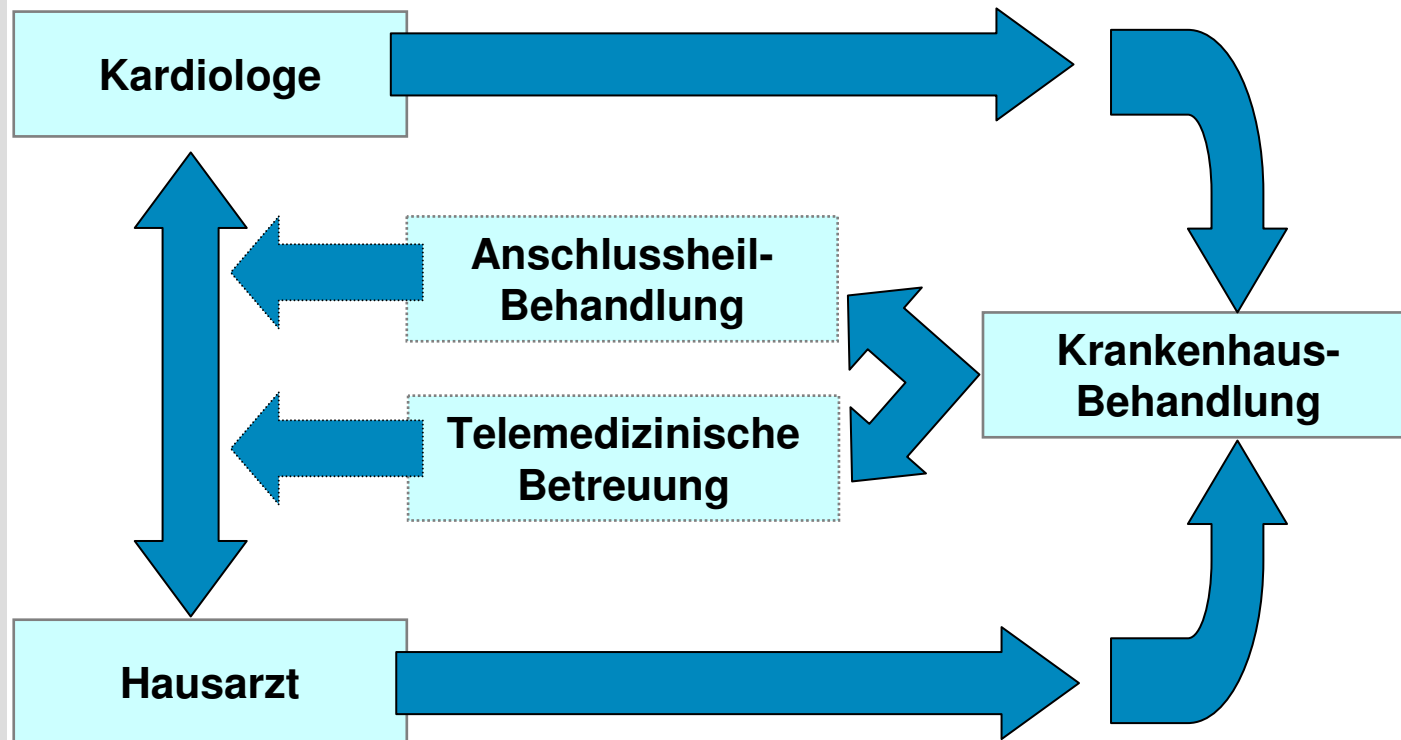 Kardiologe
Anschlussheil-
Behandlung
Krankenhaus-
Behandlung
Telemedizinische
Betreuung
Hausarzt